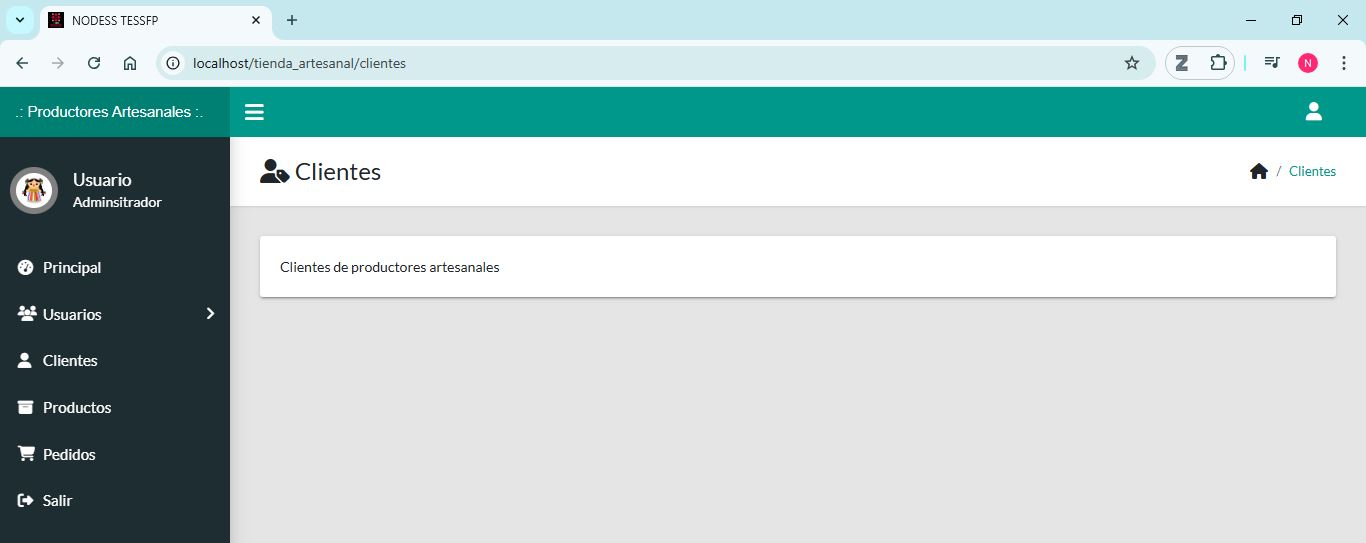 NODESS TESSFP
localhost/tienda_artesanal/clientes
Z
N
.: Productores Artesanales :.
Usuario
Adminsitrador
Clientes
/ Clientes
Clientes de productores artesanales
Principal
Usuarios
Clientes
Productos
Pedidos
Salir